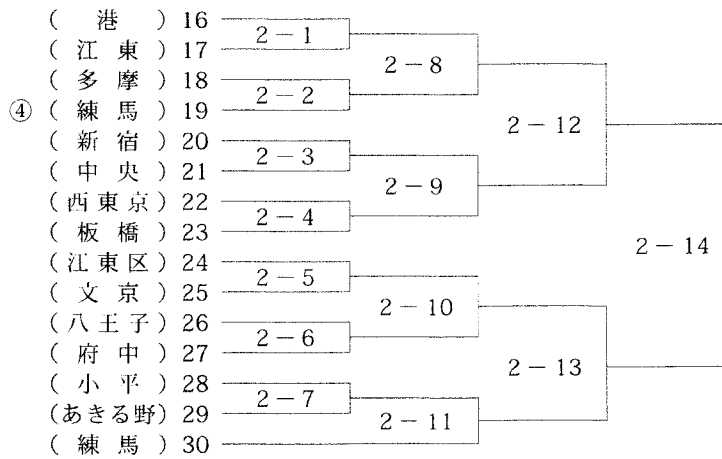 ( 港 ) 16
2-1
( 江 東 ) 17
2-8
( 多 摩 ) 18
2-2
④ ( 練 馬 ) 19
2-12
( 新 宿 ) 20
2-3
( 中 央 ) 21
2-9
(西東京) 22
2-4
( 板 橋 ) 23
2-14
(江東区) 24
2-5
( 文 京 ) 25
2-10
(八王子) 26
2-6
( 府 中 ) 27
2-13
( 小 平 ) 28
2-7
(あきる野) 29
2-11
( 練 馬 ) 30